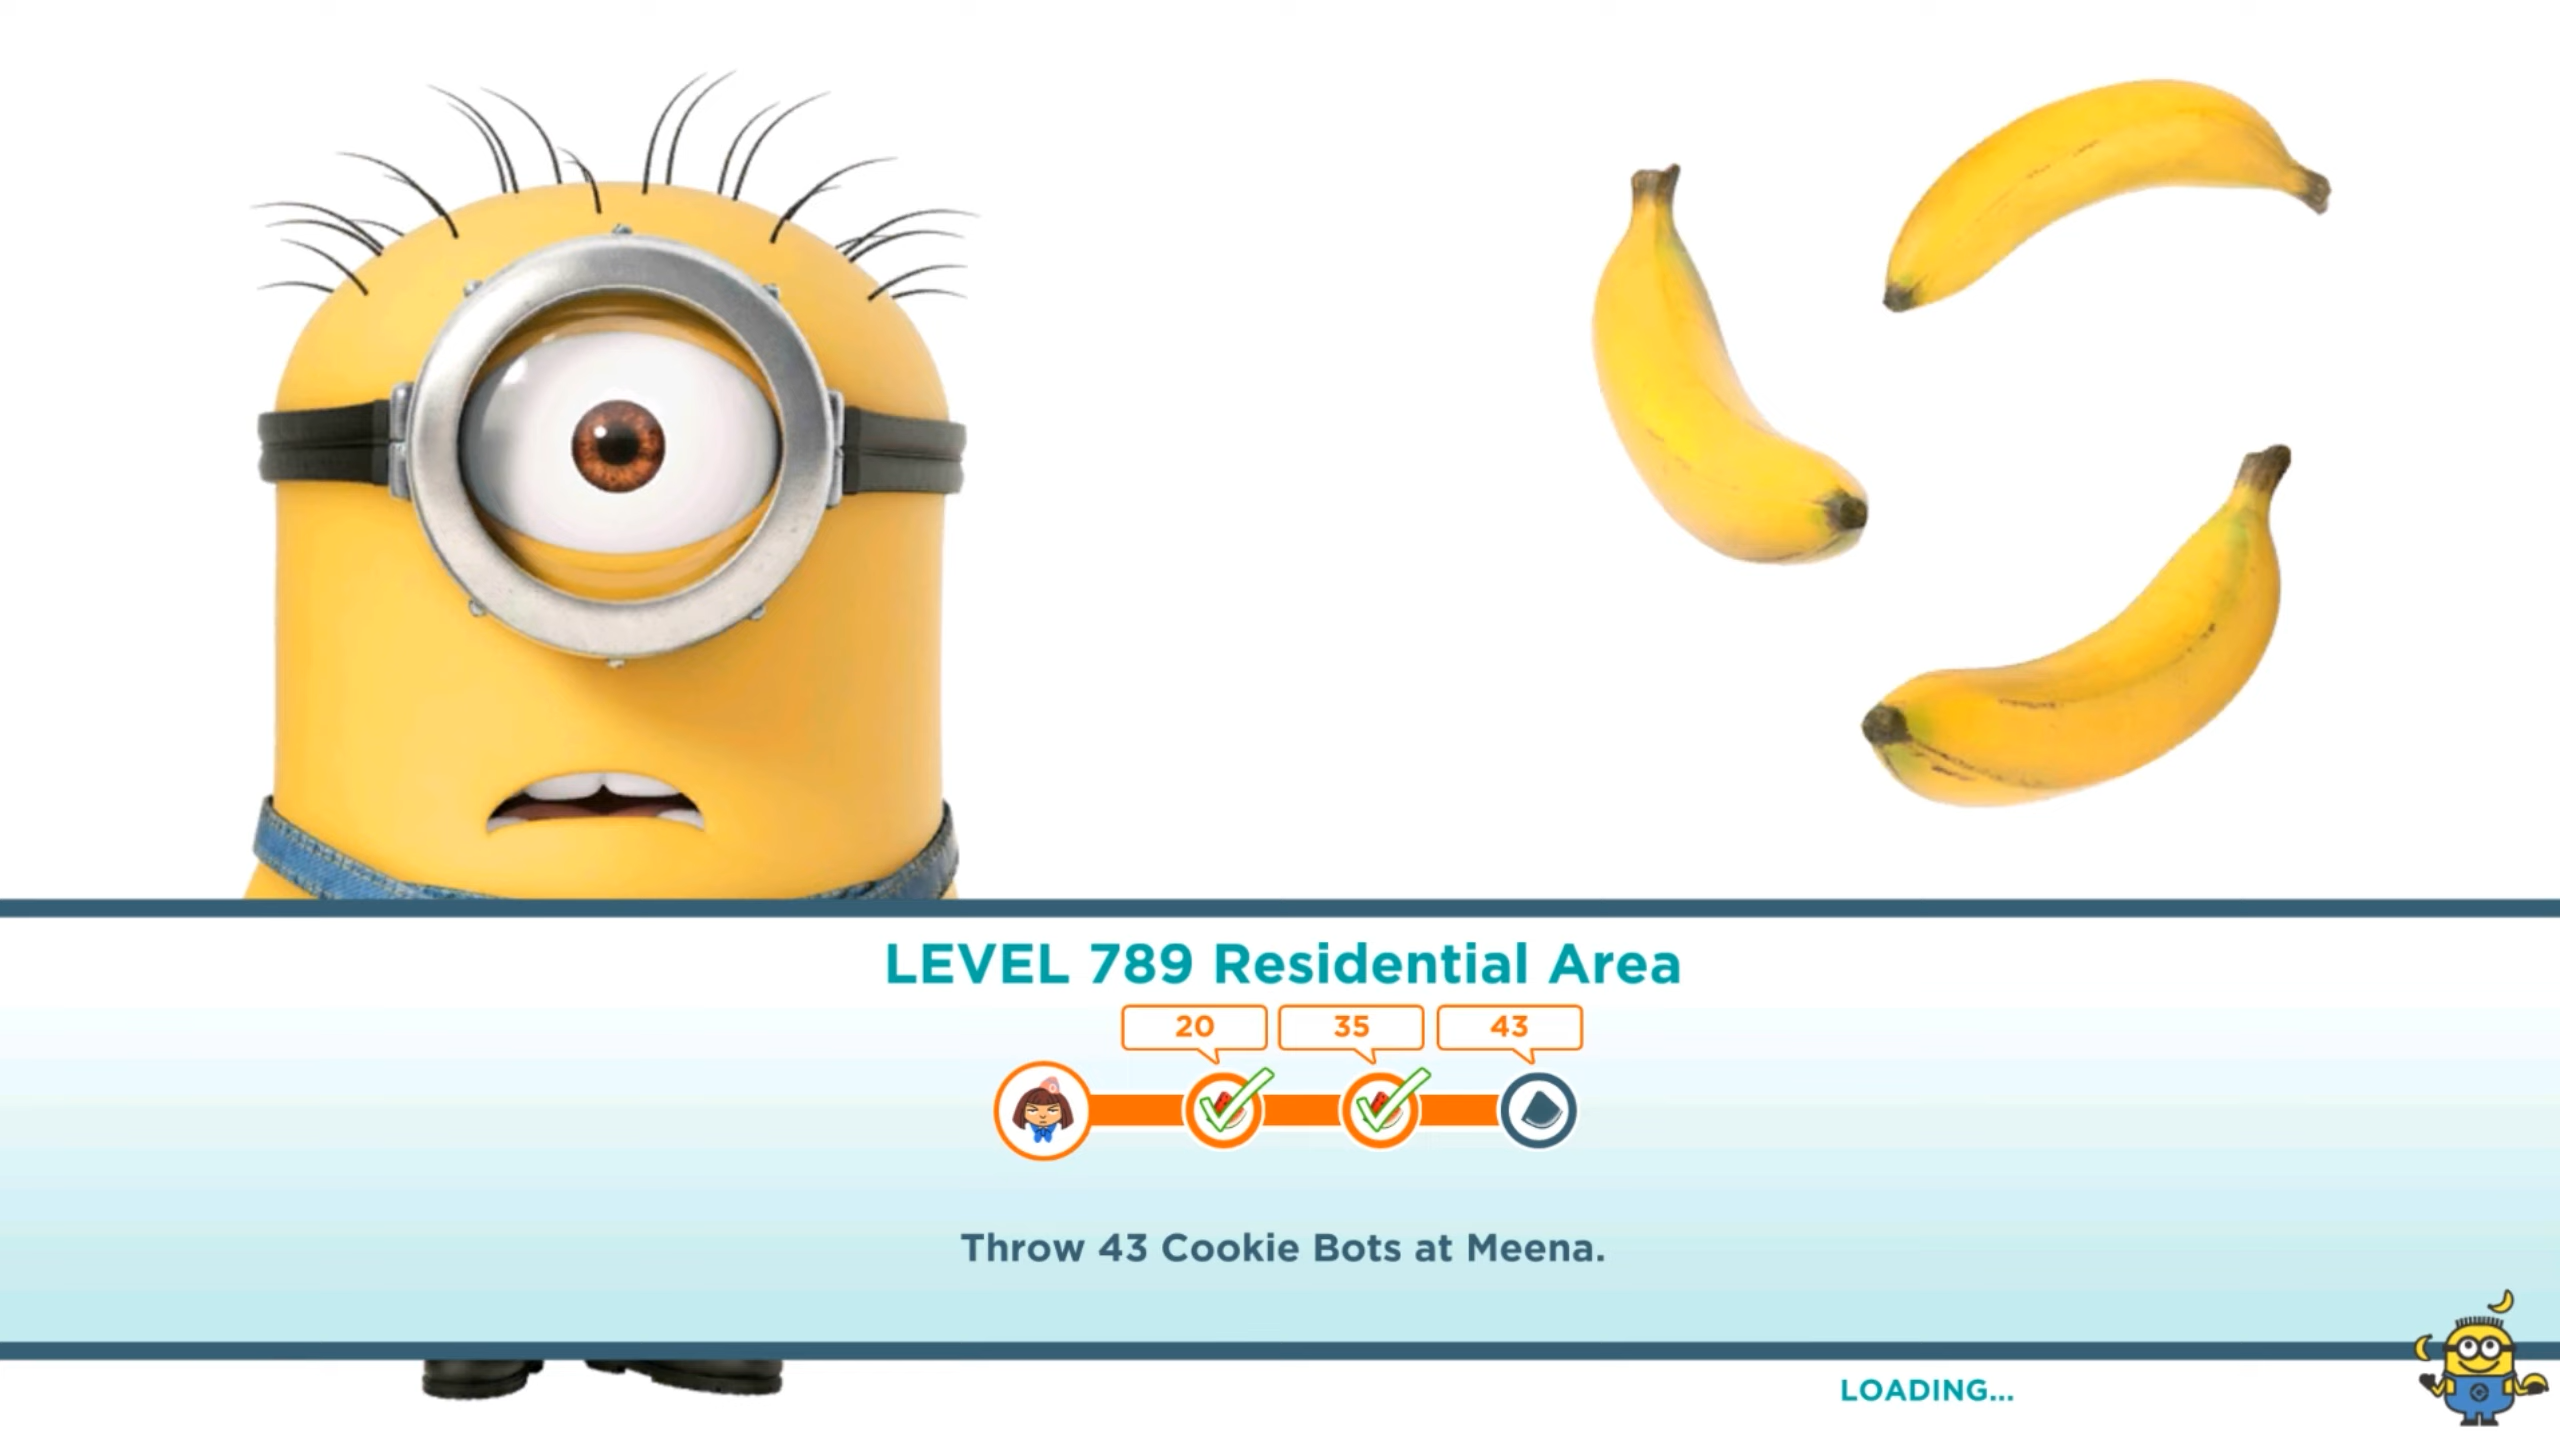 LEVEL 789 Residential Area
20 35 43
Throw 43 Cookie Bots at Meena.
LOADING...